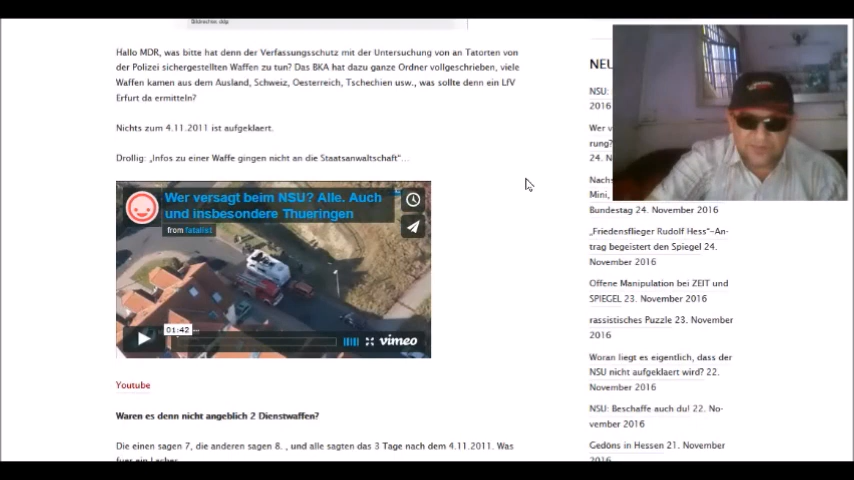 Bildrechte: ddp
Hallo MDR, was bitte hat denn der Verfassungsschutz mit der Untersuchung von an Tatorten von
der Polizei sichergestellten Waffen zu tun? Das BKA hat dazu ganze Ordner vollgeschrieben, viele
Waffen kamen aus dem Ausland, Schweiz, Oesterreich, Tschechien usw., was sollte denn ein LfV
Erfurt da ermitteln?
Nichts zum 4.11.2011 ist aufgeklaert.
Drollig: „Infos zu einer Waffe gingen nicht an die Staatsanwaltschaft“...
Wer versagt beim NSU? Alle. Auch
und insbesondere Thueringen
from fatalist
01:42
vimeo
Youtube
Waren es denn nicht angeblich 2 Dienstwaffen?
Die einen sagen 7, die anderen sagen 8. , und alle sagten das 3 Tage nach dem 4.11.2011. Was
fuer ein Lacher
NEU
NSU:
2016
Wer v
rung?
24. N
Nachs
Mini,
Bundestag 24. November 2016
„Friedensflieger Rudolf Hess“-An-
trag begeistert den Spiegel 24.
November 2016
Offene Manipulation bei ZEIT und
SPIEGEL 23. November 2016
rassistisches Puzzle 23. November
2016
Woran liegt es eigentlich, dass der
NSU nicht aufgeklaert wird? 22.
November 2016
NSU: Beschaffe auch du! 22. No-
vember 2016
Gedöns in Hessen 21. November
2016